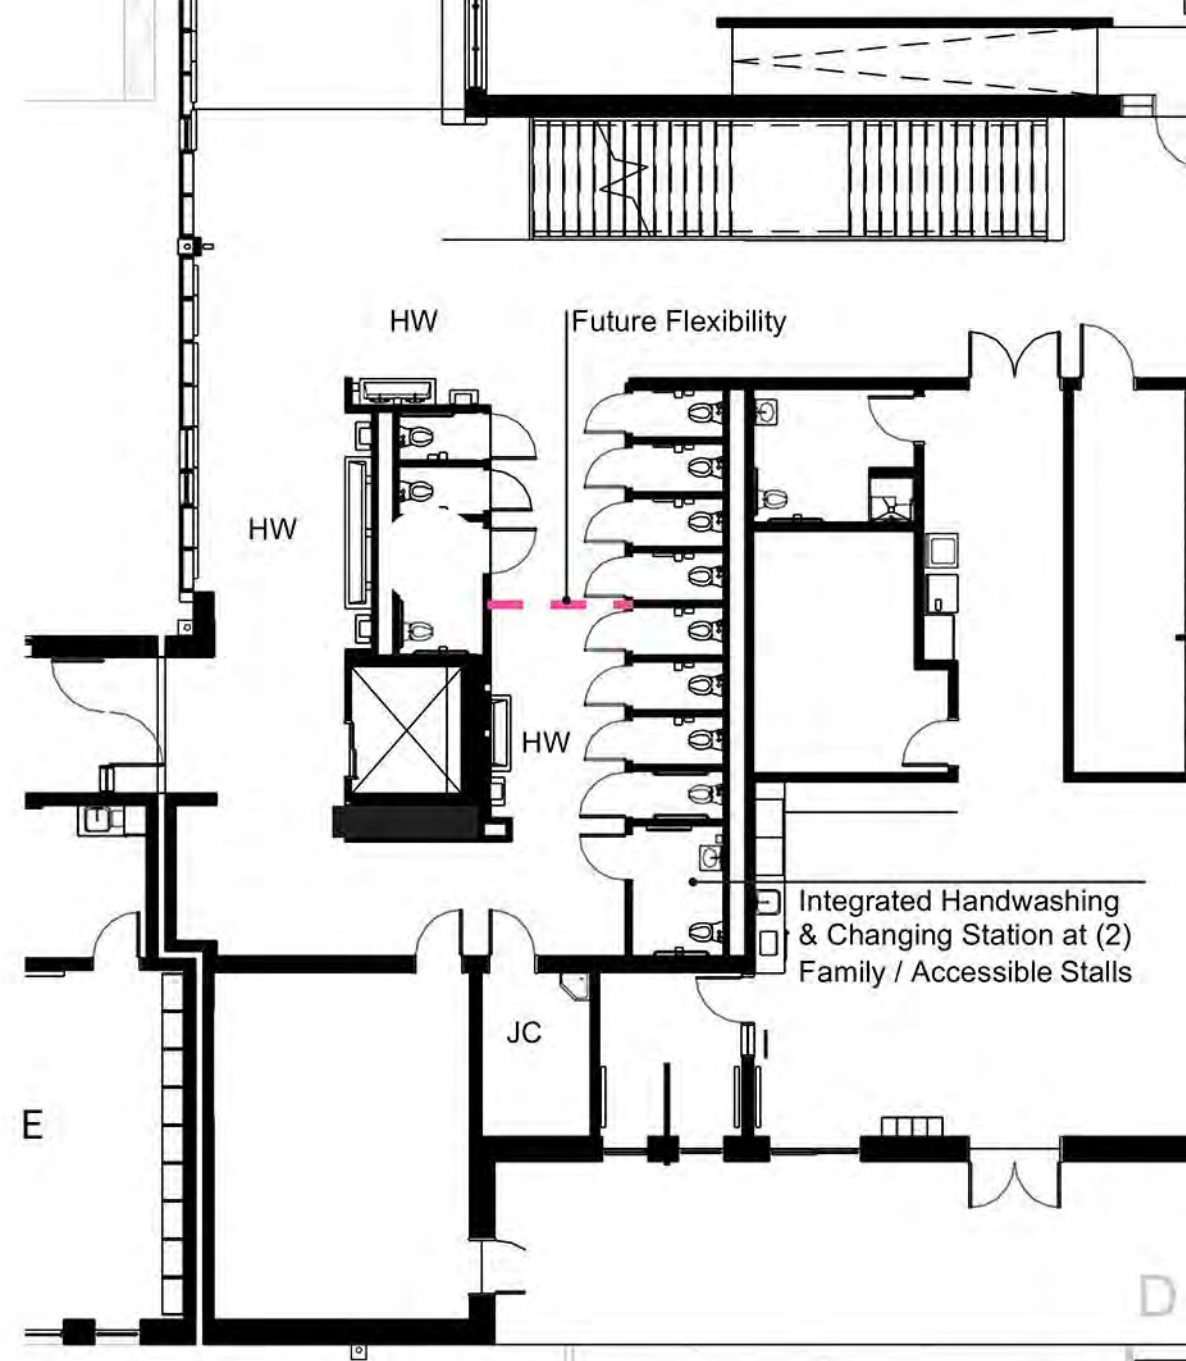 HW
Future Flexibility
HW
HW
Integrated Handwashing
& Changing Station at (2)
Family / Accessible Stalls
JC
E
D